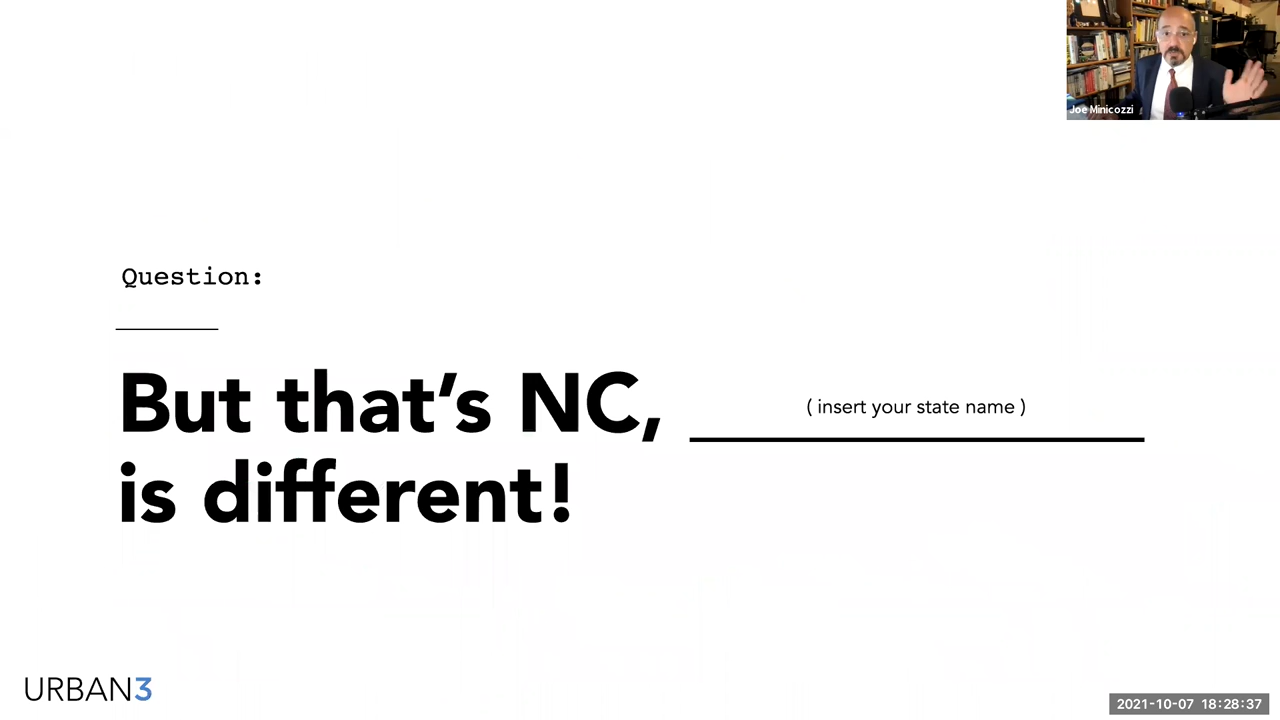 Joe Minicozzi
Question:
But that’s NC, ( insert your state name )
is different!
URBAN3
2021-10-07 18:28:37